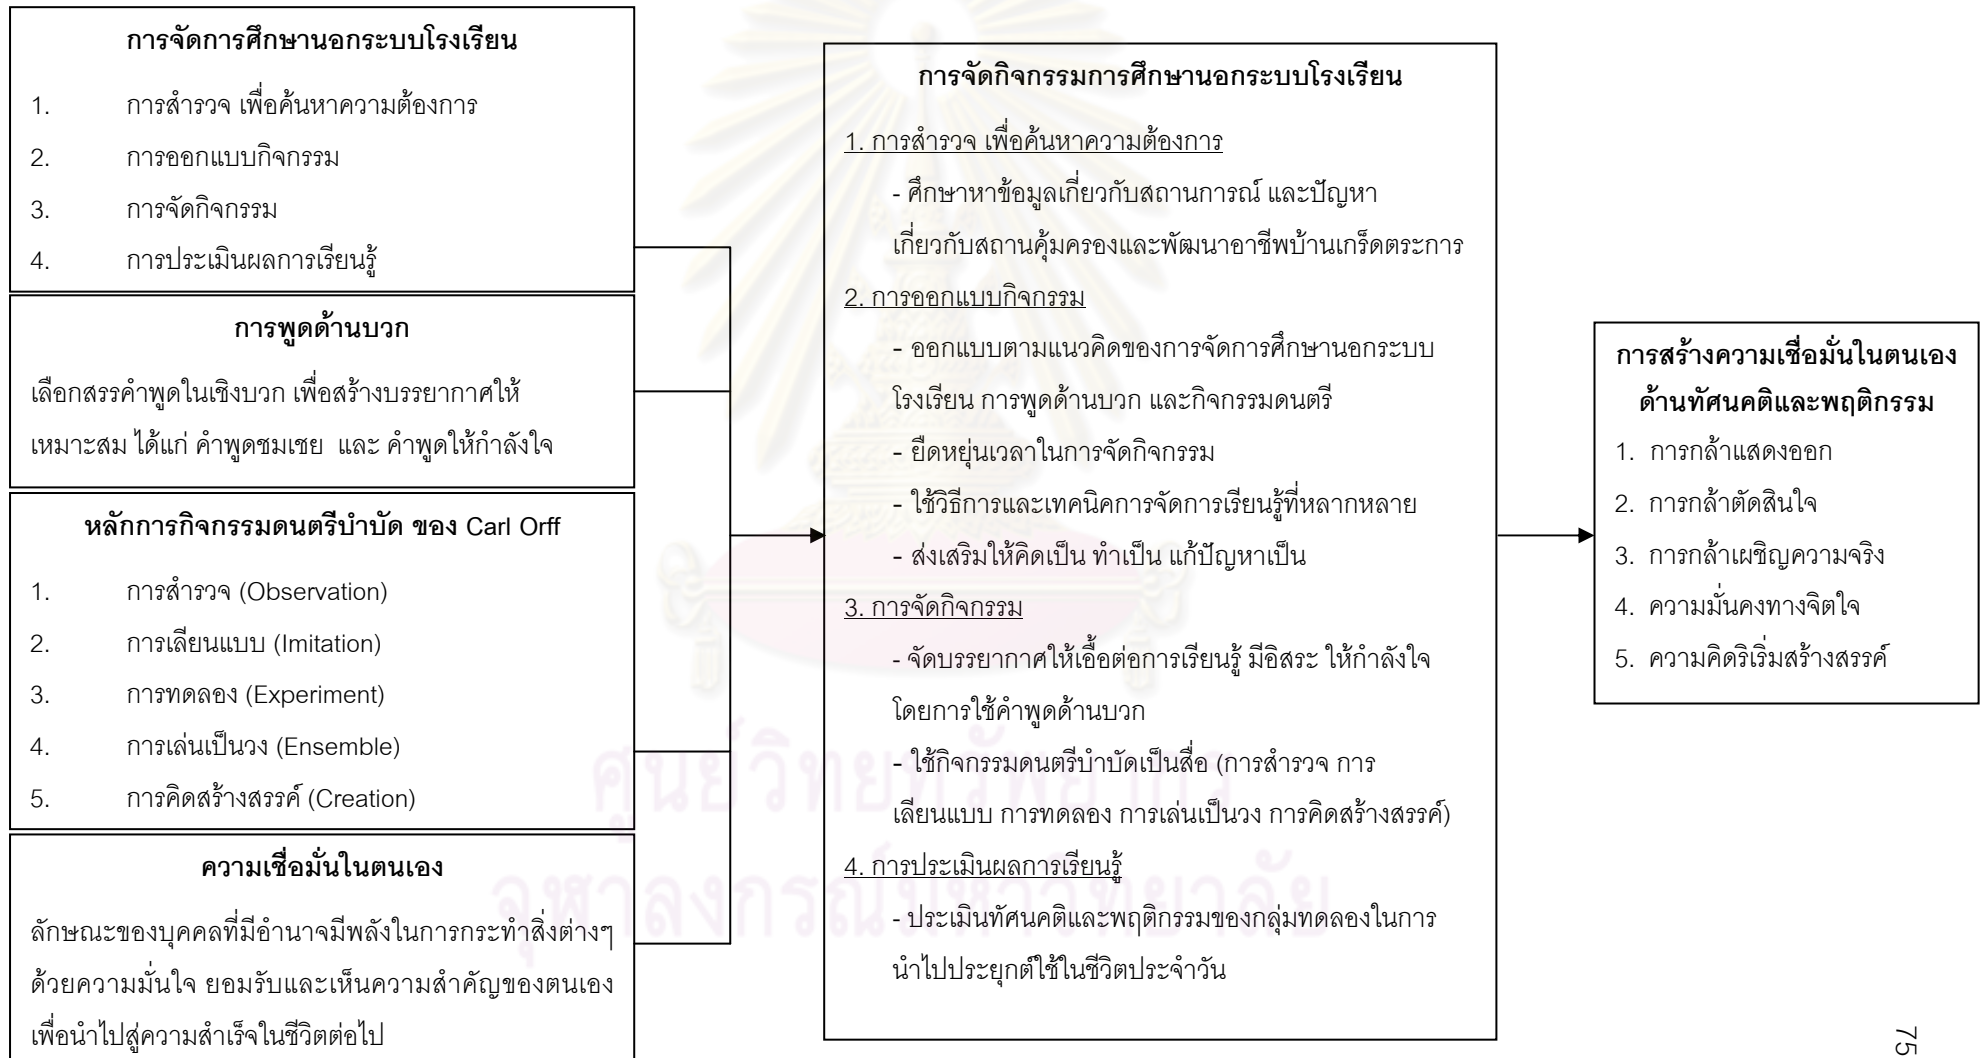 การจัดการศึกษานอกระบบโรงเรียน
1. การสำรวจ เพื่อค้นหาความต้องการ
2. การออกแบบกิจกรรม
3. การจัดกิจกรรม
4. การประเมินผลการเรียนรู้
การพูดด้านบวก
เลือกสรรคำพูดในเชิงบวก เพื่อสร้างบรรยากาศให้
เหมาะสม ได้แก่ คำพูดชมเชย และ คำพูดให้กำลังใจ
หลักการกิจกรรมดนตรีบำบัด ของ Carl Orff
1. การสำรวจ (Observation)
2. การเลียนแบบ (Imitation)
3. การทดลอง (Experiment)
4. การเล่นเป็นวง (Ensemble)
5. การคิดสร้างสรรค์ (Creation)
ความเชื่อมั่นในตนเอง
ลักษณะของบุคคลที่มีอำนาจมีพลังในการกระทำสิ่งต่างๆ
ด้วยความมั่นใจ ยอมรับและเห็นความสำคัญของตนเอง
เพื่อนำไปสู่ความสำเร็จในชีวิตต่อไป
การจัดกิจกรรมการศึกษานอกระบบโรงเรียน
1. การสำรวจ เพื่อค้นหาความต้องการ
- ศึกษาหาข้อมูลเกี่ยวกับสถานการณ์ และปัญหา
เกี่ยวกับสถานคุ้มครองและพัฒนาอาชีพบ้านเกร็ดตระการ
2. การออกแบบกิจกรรม
- ออกแบบตามแนวคิดของการจัดการศึกษานอกระบบ
โรงเรียน การพูดด้านบวก และกิจกรรมดนตรี
- ยืดหยุ่นเวลาในการจัดกิจกรรม
- ใช้วิธีการและเทคนิคการจัดการเรียนรู้ที่หลากหลาย
- ส่งเสริมให้คิดเป็น ทำเป็น แก้ปัญหาเป็น
3. การจัดกิจกรรม
- จัดบรรยากาศให้เอื้อต่อการเรียนรู้ มีอิสระ ให้กำลังใจ
โดยการใช้คำพูดด้านบวก
- ใช้กิจกรรมดนตรีบำบัดเป็นสื่อ (การสำรวจ การ
เลียนแบบ การทดลอง การเล่นเป็นวง การคิดสร้างสรรค์)
4. การประเมินผลการเรียนรู้
- ประเมินทัศนคติและพฤติกรรมของกลุ่มทดลองในการ
นำไปประยุกต์ใช้ในชีวิตประจำวัน
การสร้างความเชื่อมั่นในตนเอง
ด้านทัศนคติและพฤติกรรม
1. การกล้าแสดงออก
2. การกล้าตัดสินใจ
3. การกล้าเผชิญความจริง
4. ความมั่นคงทางจิตใจ
5. ความคิดริเริ่มสร้างสรรค์
ศูนย์วิทยทรัพยากร
จุฬาลงกรณ์มหาวิทยาลัย
75